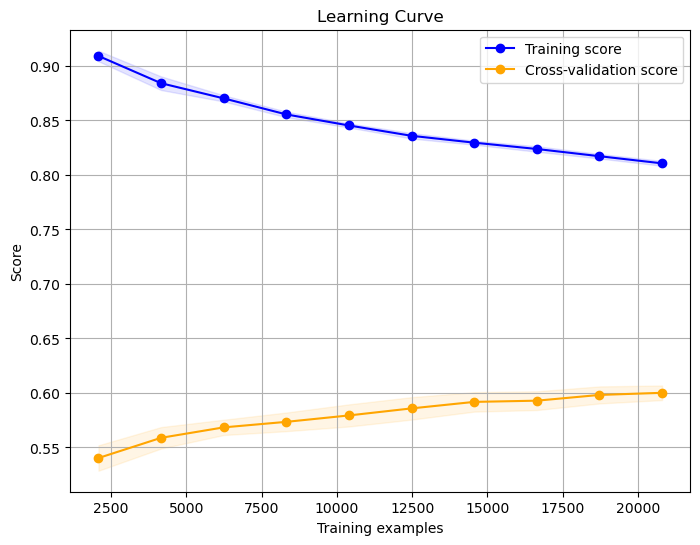 Learning Curve
Training score
Cross-validation score
0.90
0.85
0.80
0.75
0.70
0.65
0.60
0.55
Score
2500 5000 7500 10000 12500 15000 17500 20000
Training examples